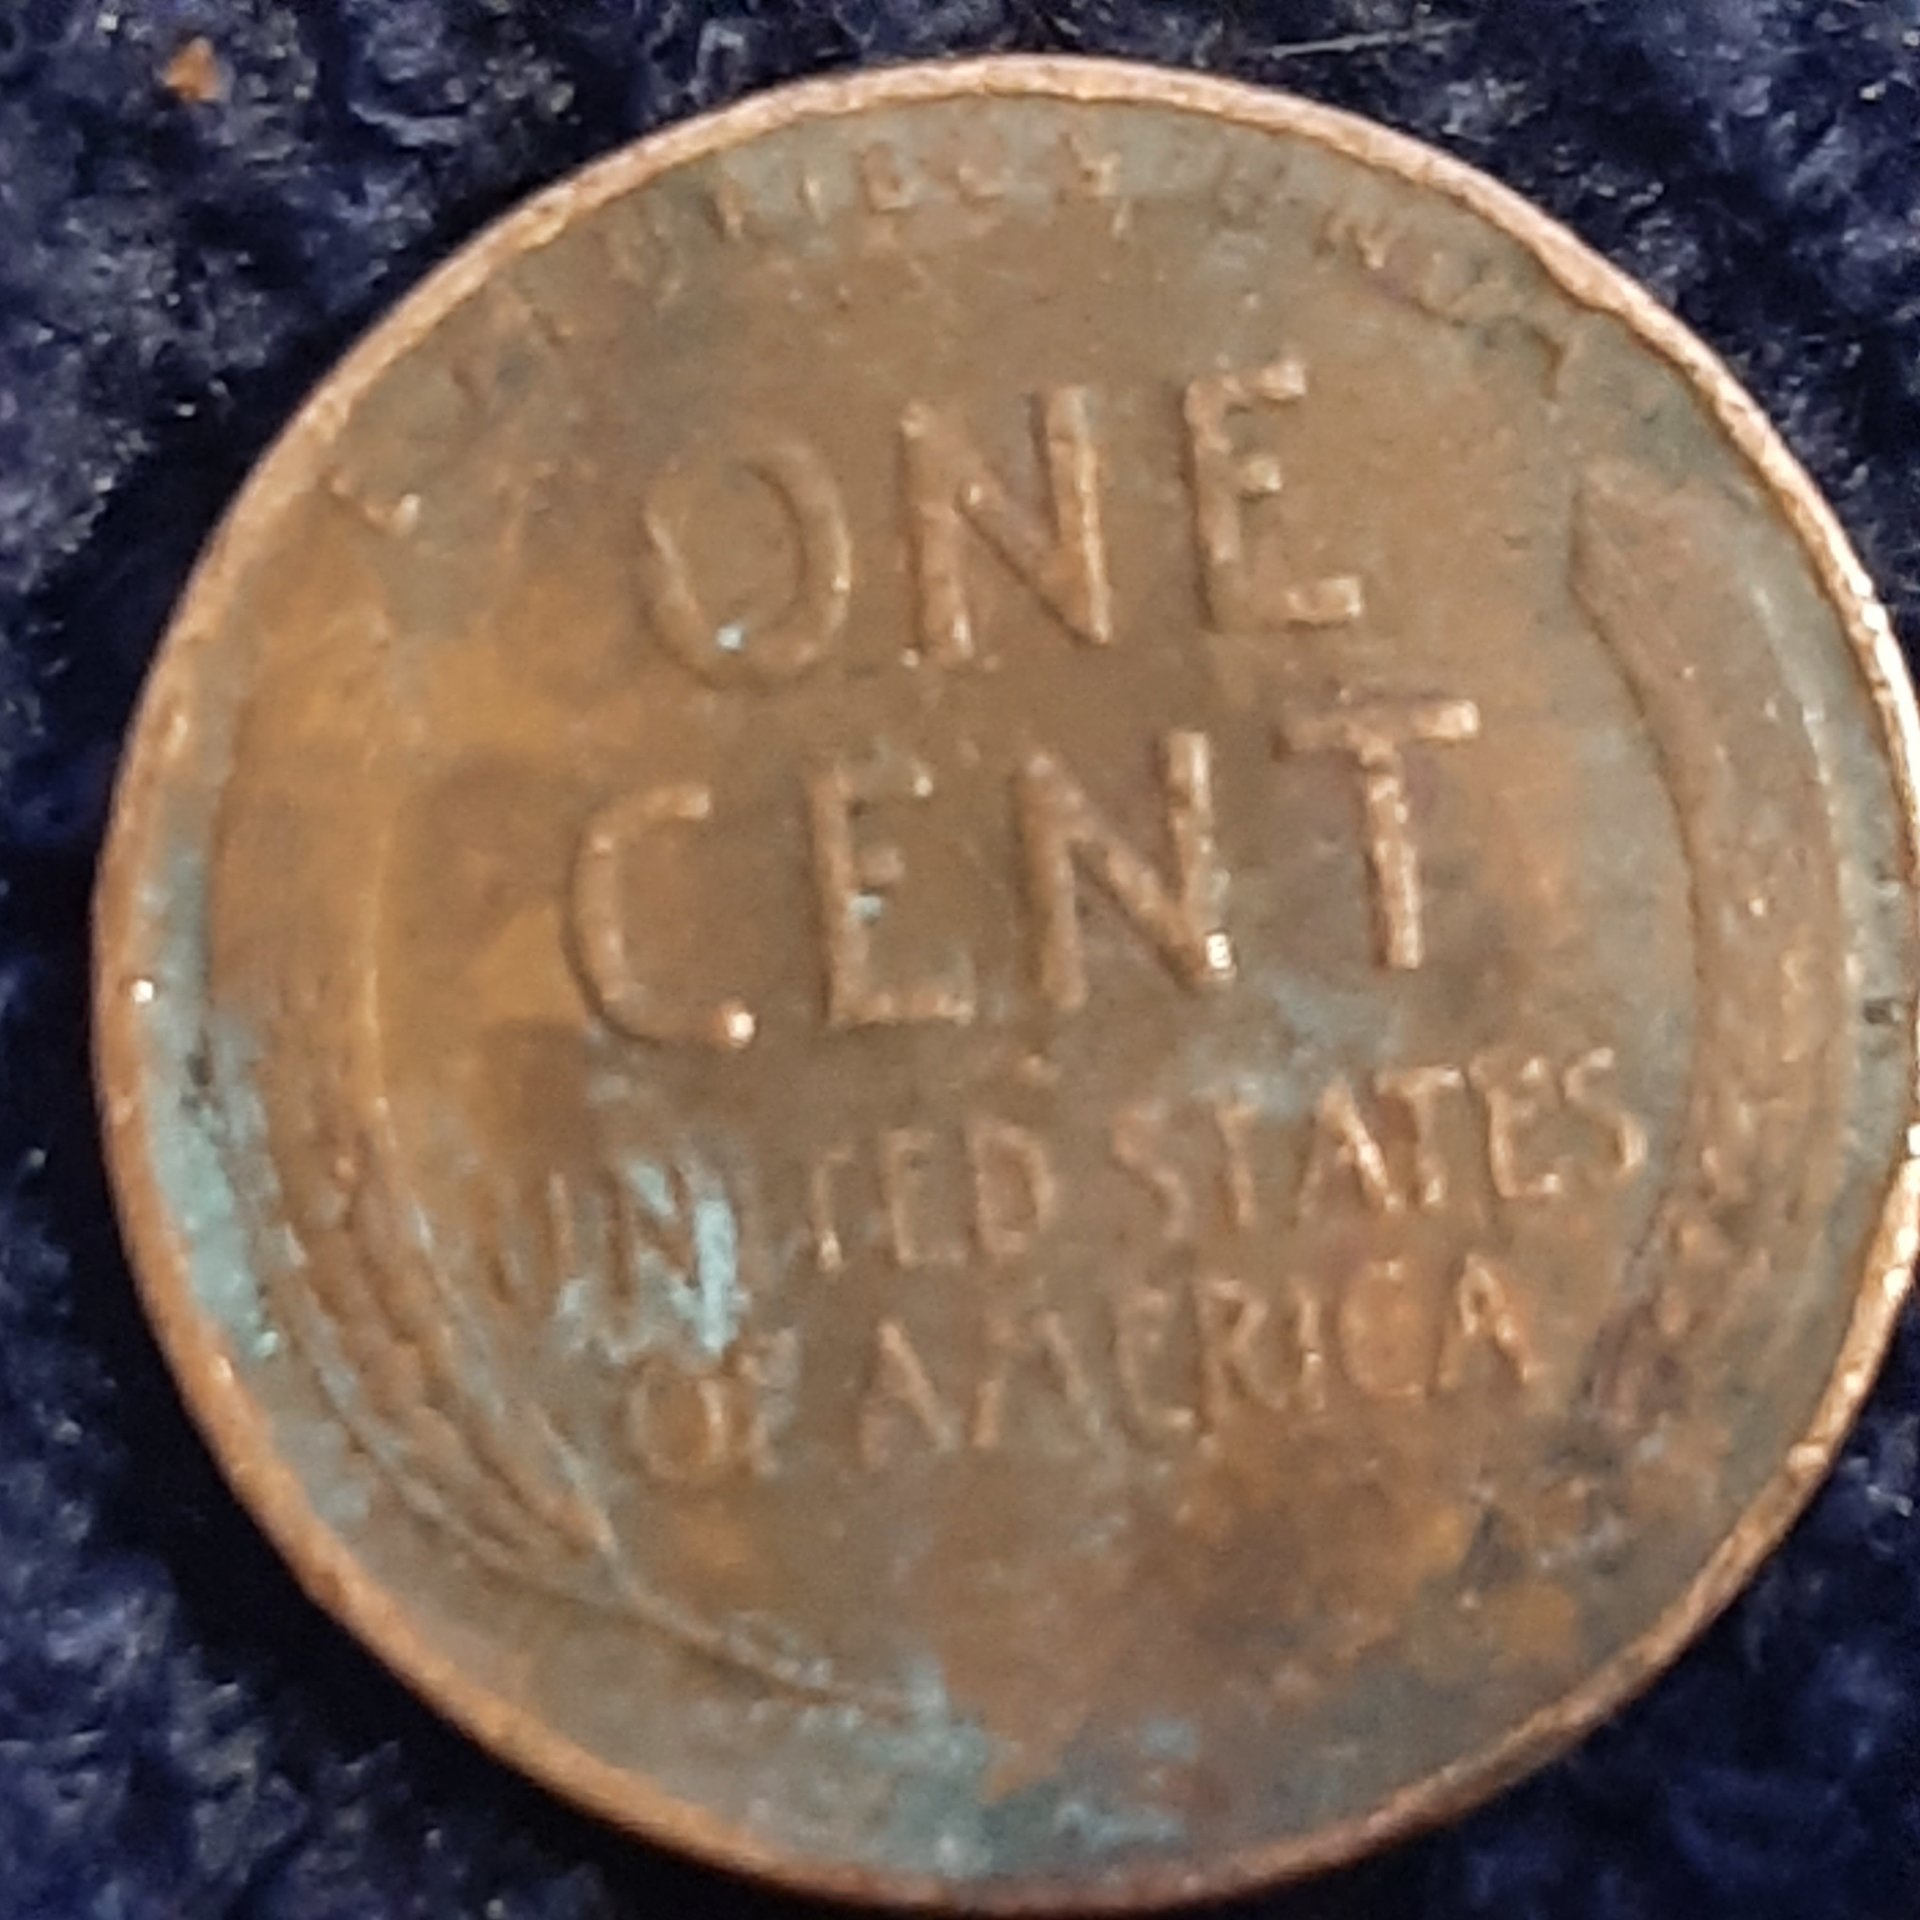 ONE
CENT
UNITED STATES
OF AMERICA